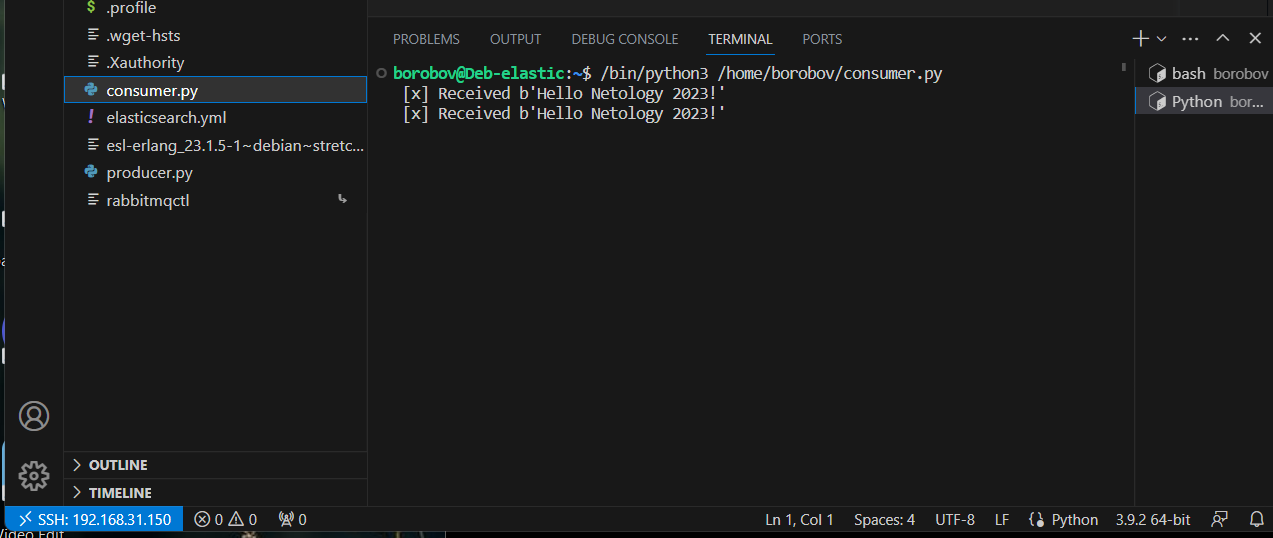 .profile
.wget-hsts
.Xauthority
consumer.py
elasticsearch.yml
esl-erlang_23.1.5-1~debian~stretc...
producer.py
rabbitmqctl
OUTLINE
TIMELINE
PROBLEMS OUTPUT DEBUG CONSOLE TERMINAL PORTS
borobov@Deb-elastic:~$ /bin/python3 /home/borobov/consumer.py
[x] Received b'Hello Netology 2023!'
[x] Received b'Hello Netology 2023!'
bash borobov
Python bor...
SSH: 192.168.31.150 0 0 0 Ln 1, Col 1 Spaces: 4 UTF-8 LF Python 3.9.2 64-bit
Video Edit